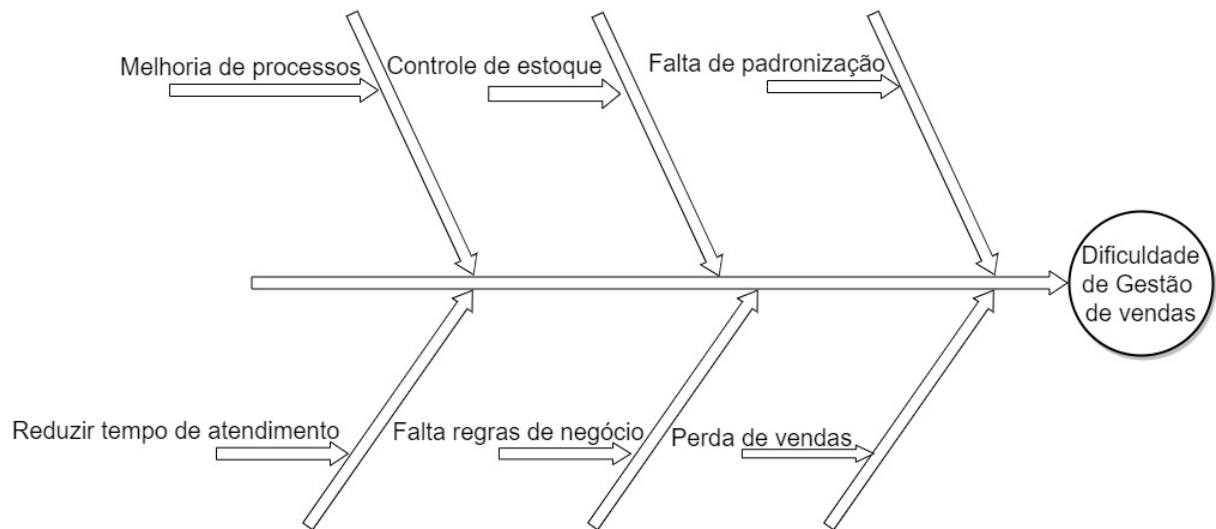 Melhoria de processos
Controle de estoque
Falta de padronização
Dificuldade
de Gestão
de vendas
Reduzir tempo de atendimento
Falta regras de negócio
Perda de vendas